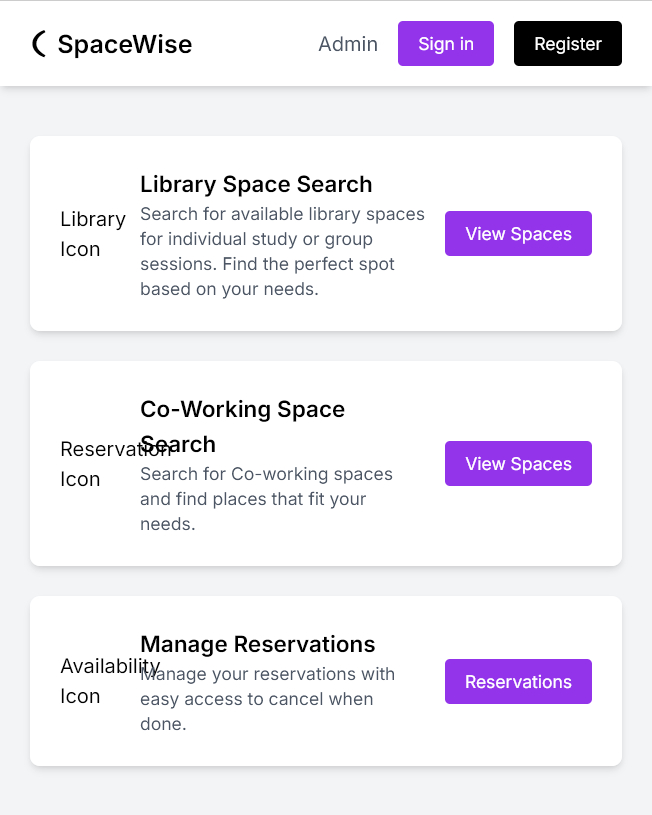 SpaceWise
Admin
Sign in
Register
Library
Icon
Library Space Search
Search for available library spaces
for individual study or group
sessions. Find the perfect spot
based on your needs.
View Spaces
Reservation
Icon
Co-Working Space
Search
Search for Co-working spaces
and find places that fit your
needs.
View Spaces
Availability
Icon
Manage Reservations
Manage your reservations with
easy access to cancel when
done.
Reservations